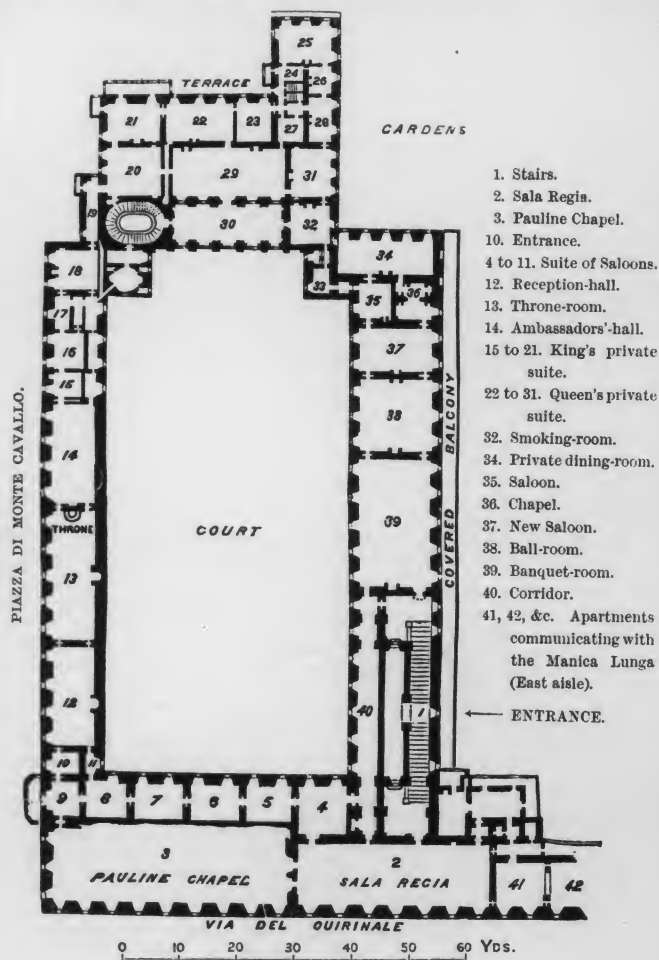 25
24
26
TERRACE
21
22
23
27
28
GARDENS
20
29
31
19
30
32
18
33
34
35
36
17
16
37
15
38
14
THRONE
COURT
39
13
12
40
1
10
11
9
8
7
6
5
4
3
PAULINE CHAPEL
2
SALA REGIA
41
42
VIA DEL QUIRINALE
0 10 20 30 40 50 60 YDS.
PIAZZA DI MONTE CAVALLO.
COVERED BALCONY
1. Stairs.
2. Sala Regia.
3. Pauline Chapel.
10. Entrance.
4 to 11. Suite of Saloons.
12. Reception-hall.
13. Throne-room.
14. Ambassadors'-hall.
15 to 21. King's private
suite.
22 to 31. Queen's private
suite.
32. Smoking-room.
34. Private dining-room.
35. Saloon.
36. Chapel.
37. New Saloon.
38. Ball-room.
39. Banquet-room.
40. Corridor.
41, 42, &c. Apartments
communicating with
the Manica Lunga
(East aisle).
ENTRANCE.